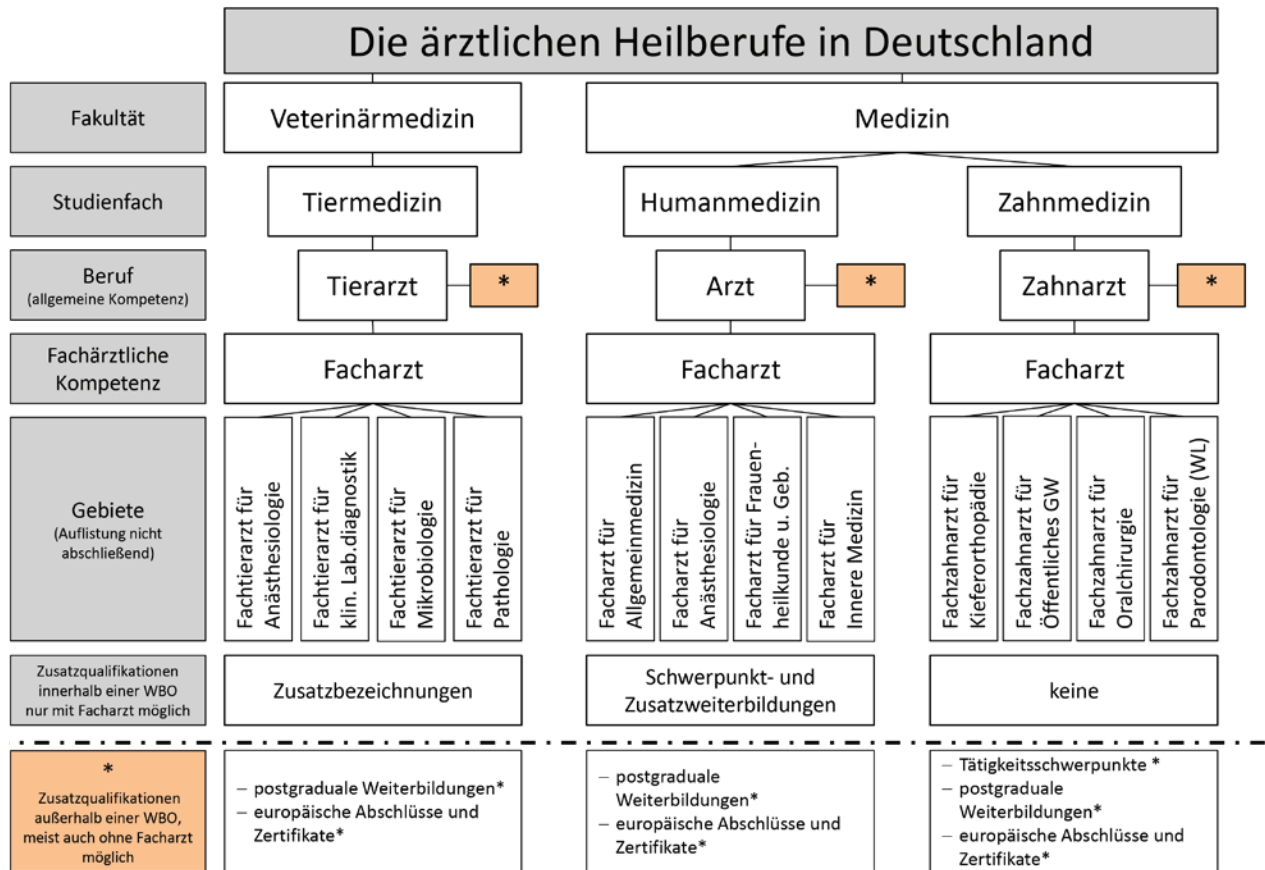 Die ärztlichen Heilberufe in Deutschland
Fakultät
Veterinärmedizin
Medizin
Studienfach
Tiermedizin
Humanmedizin
Zahnmedizin
Beruf
(allgemeine Kompetenz)
Tierarzt
*
Arzt
*
Zahnarzt
*
Fachärztliche
Kompetenz
Facharzt
Facharzt
Facharzt
Gebiete
(Auflistung nicht
abschließend)
Fachtierarzt für
Anästhesiologie
Fachtierarzt für
klin. Lab.diagnostik
Fachtierarzt für
Mikrobiologie
Fachtierarzt für
Pathologie
Facharzt für
Allgemeinmedizin
Facharzt für
Anästhesiologie
Facharzt für Frauen-
heilkunde u. Geb.
Facharzt für
Innere Medizin
Fachzahnarzt für
Kieferorthopädie
Fachzahnarzt für
Öffentliches GW
Fachzahnarzt für
Oralchirurgie
Fachzahnarzt für
Parodontologie (WL)
Zusatzqualifikationen
innerhalb einer WBO
nur mit Facharzt möglich
Zusatzbezeichnungen
Schwerpunkt- und
Zusatzweiterbildungen
keine
*
Zusatzqualifikationen
außerhalb einer WBO,
meist auch ohne Facharzt
möglich
– postgraduale Weiterbildungen*
– europäische Abschlüsse und
Zertifikate*
– postgraduale
Weiterbildungen*
– europäische Abschlüsse und
Zertifikate*
– Tätigkeitsschwerpunkte *
– postgraduale
Weiterbildungen*
– europäische Abschlüsse und
Zertifikate*